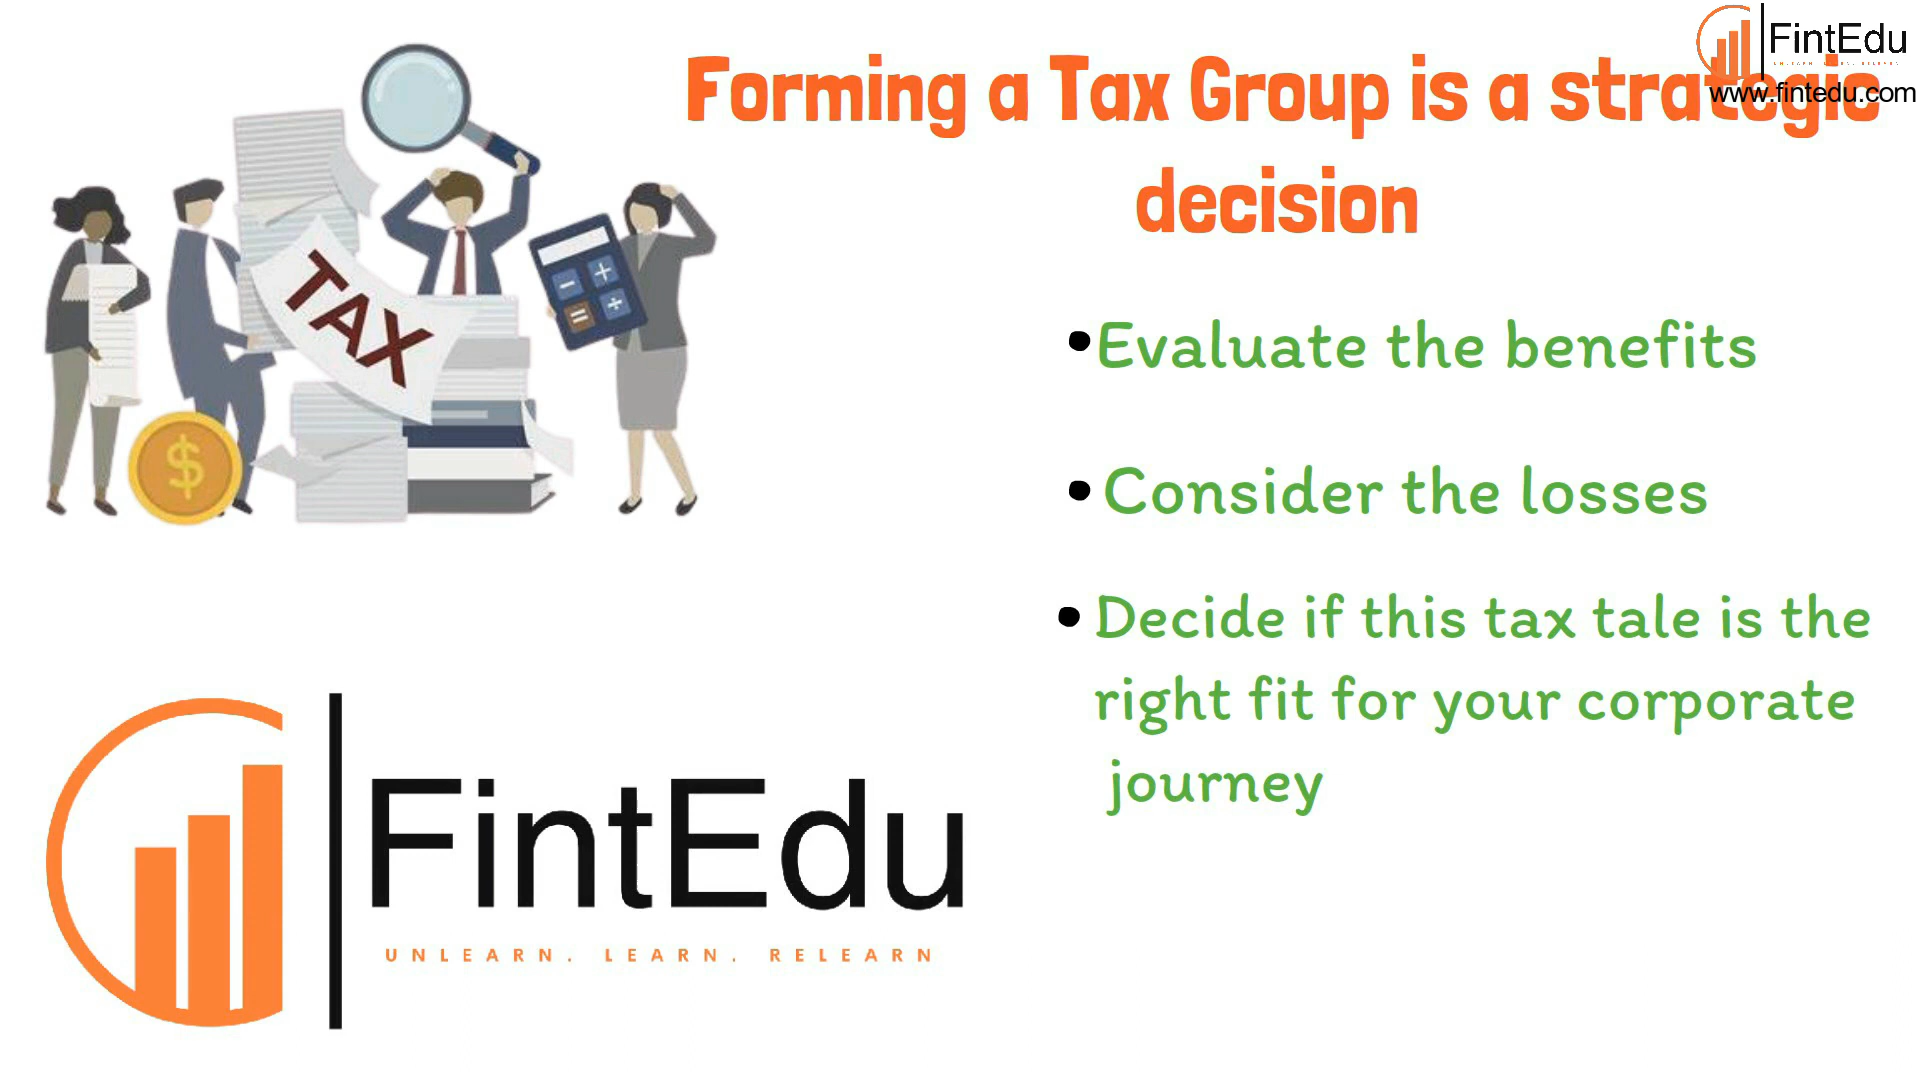 FintEdu
www.fintedu.com
Forming a Tax Group is a strategic
decision
TAX
•Evaluate the benefits
•Consider the losses
•Decide if this tax tale is the
right fit for your corporate
journey
FintEdu
UNLEARN. LEARN. RELEARN